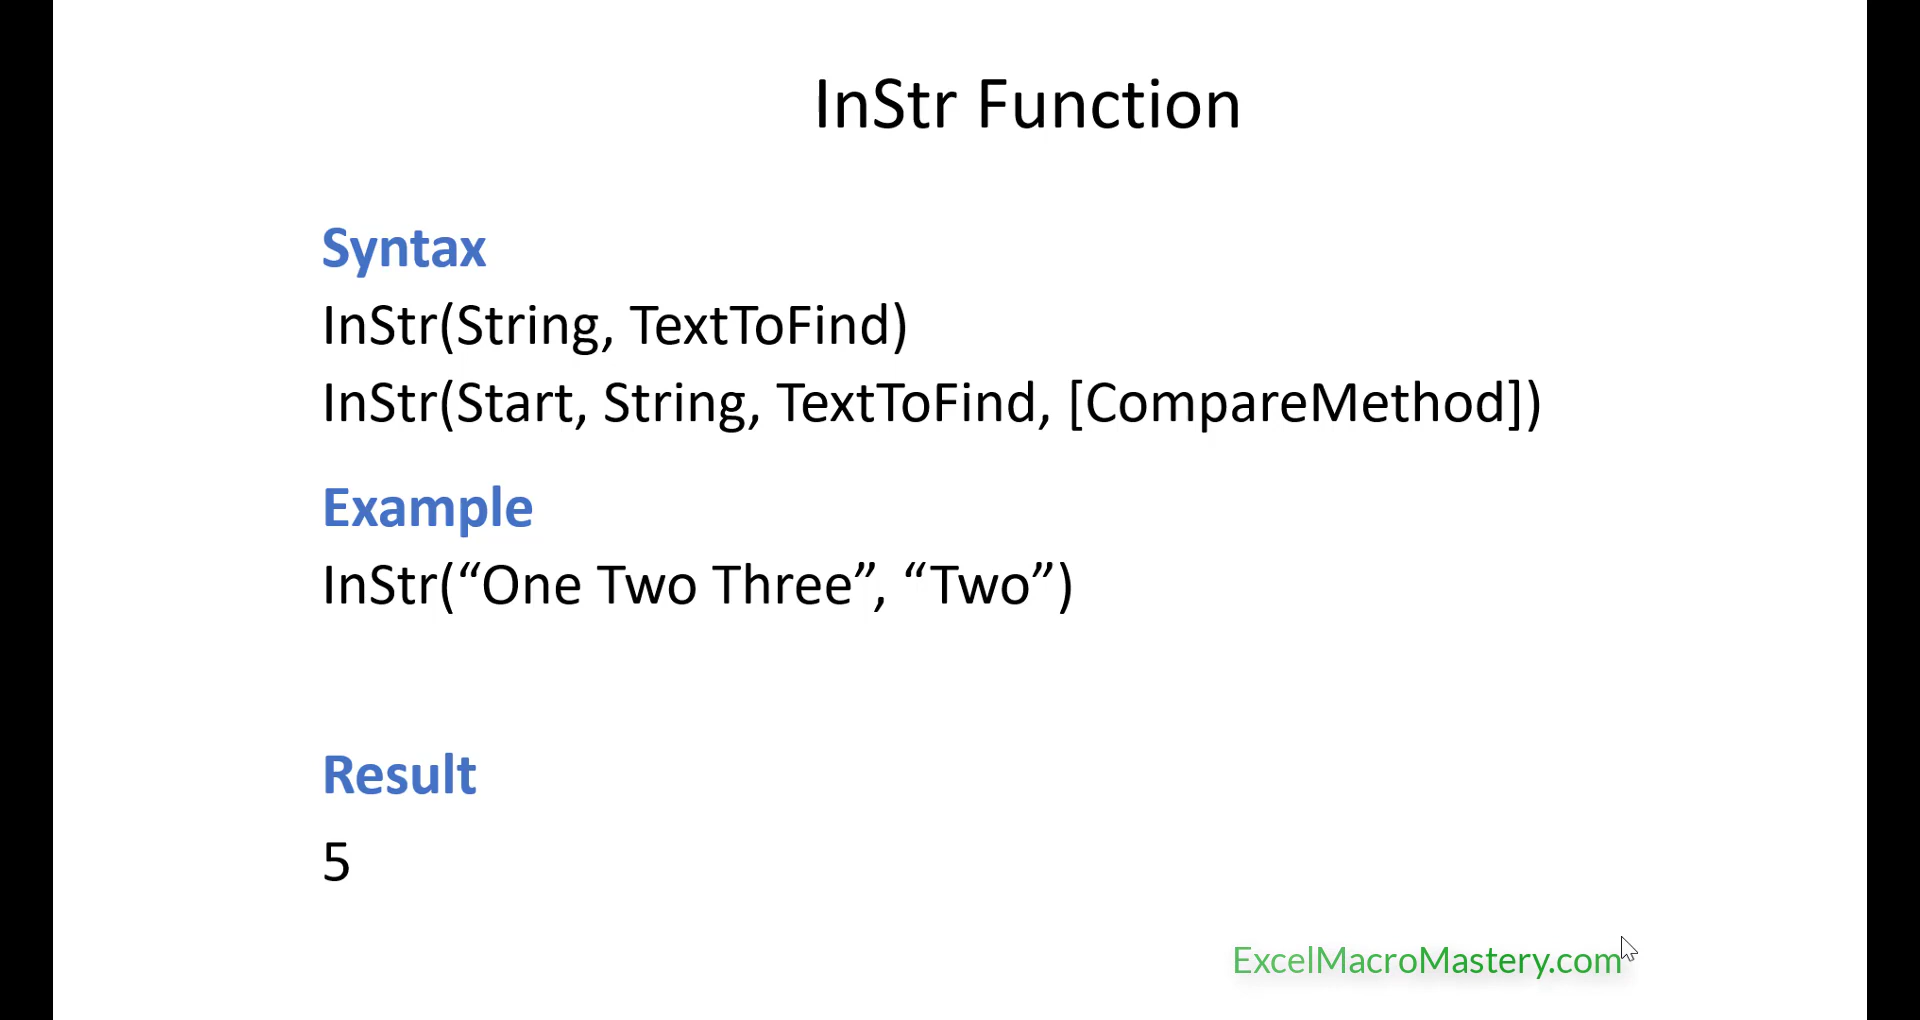 InStr Function
Syntax
InStr(String, TextToFind)
InStr(Start, String, TextToFind, [CompareMethod])
Example
InStr(“One Two Three”, “Two”)
Result
5
ExcelMacroMastery.com